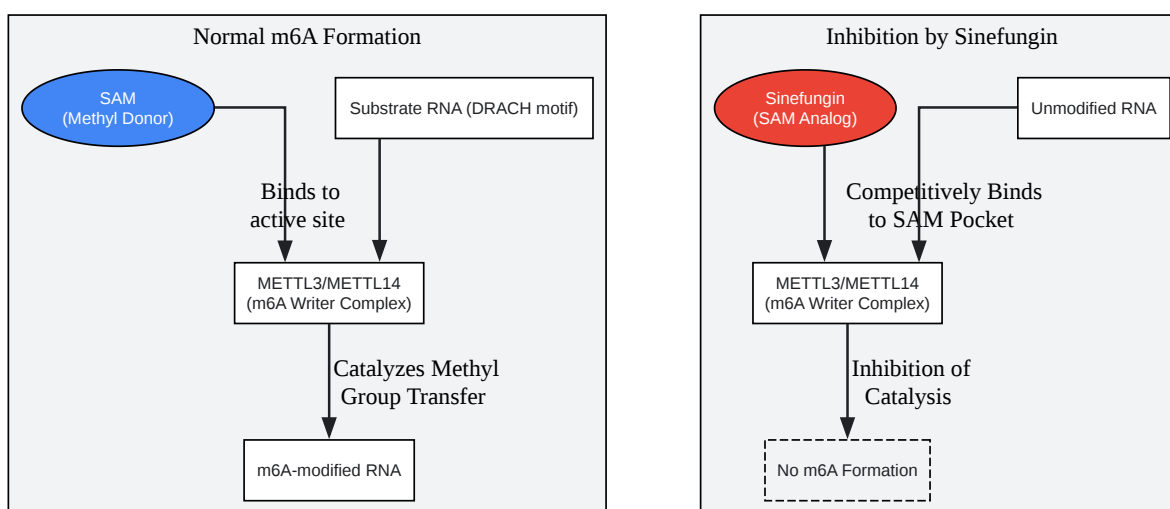 Normal m6A Formation
SAM
(Methyl Donor)
Substrate RNA (DRACH motif)
Binds to
active site
METTL3/METTL14
(m6A Writer Complex)
Catalyzes Methyl
Group Transfer
m6A-modified RNA
Inhibition by Sinefungin
Sinefungin
(SAM Analog)
Unmodified RNA
Competitively Binds
to SAM Pocket
METTL3/METTL14
(m6A Writer Complex)
Inhibition of
Catalysis
No m6A Formation